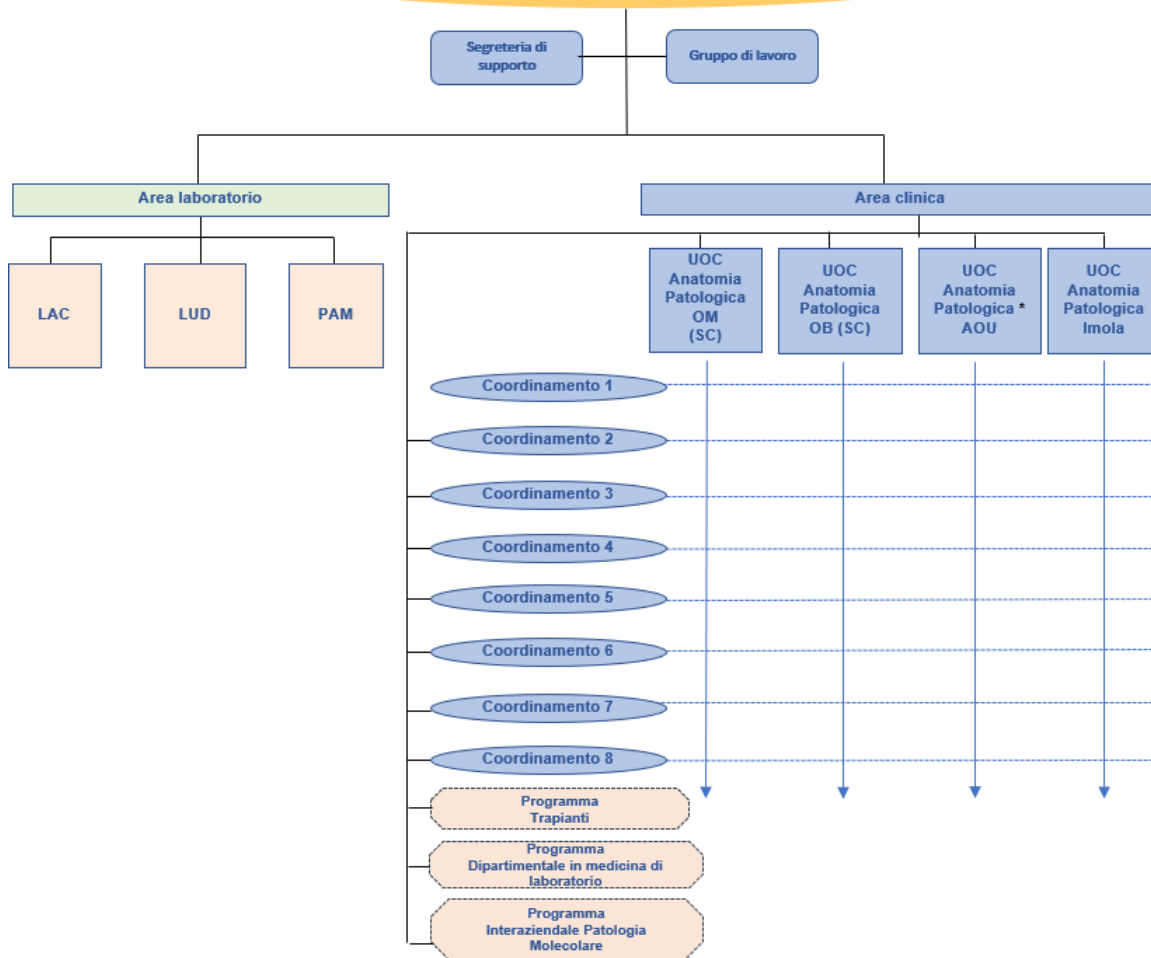 Segreteria di
supporto
Gruppo di lavoro
Area laboratorio
Area clinica
LAC
LUD
PAM
UOC
Anatomia
Patologica
OM
(SC)
UOC
Anatomia
Patologica
OB (SC)
UOC
Anatomia
Patologica *
AOU
UOC
Anatomia
Patologica
Imola
Coordinamento 1
Coordinamento 2
Coordinamento 3
Coordinamento 4
Coordinamento 5
Coordinamento 6
Coordinamento 7
Coordinamento 8
Programma
Trapianti
Programma
Dipartimentale in medicina di
laboratorio
Programma
Interaziendale Patologia
Molecolare